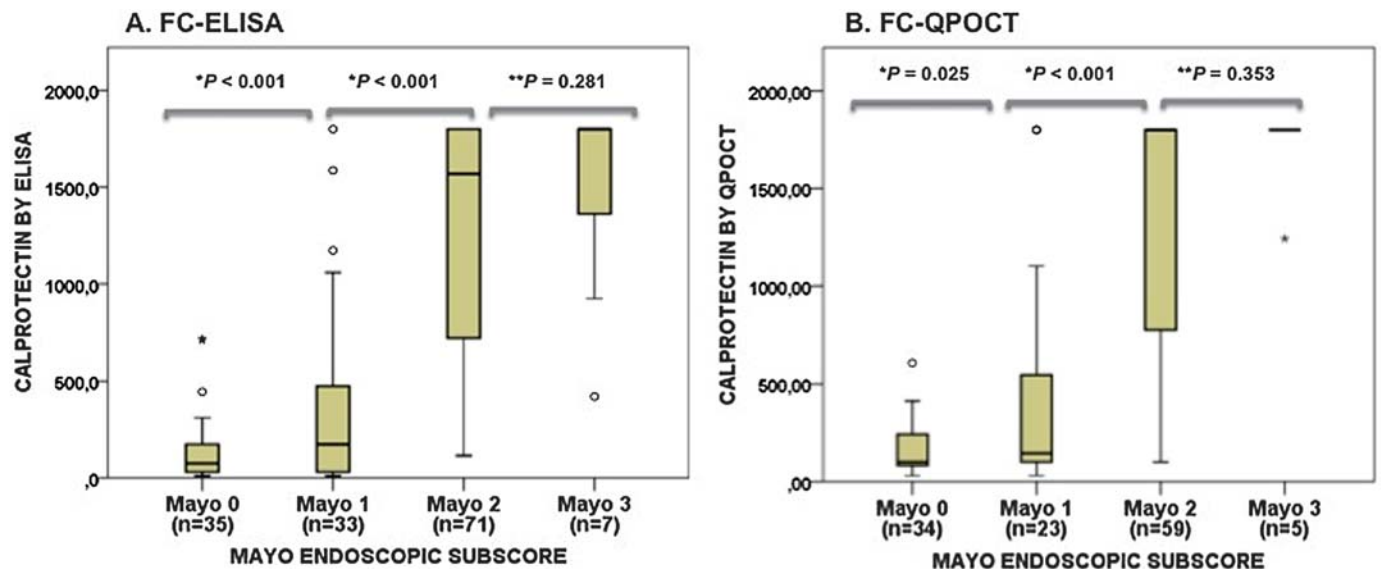 A. FC-ELISA
*P < 0.001
*P < 0.001
**P = 0.281
CALPROTECTIN BY ELISA
2000,0
1500,0
1000,0
500,0
,0
Mayo 0
(n=35)
Mayo 1
(n=33)
Mayo 2
(n=71)
Mayo 3
(n=7)
MAYO ENDOSCOPIC SUBSCORE
B. FC-QPOCT
*P = 0.025
*P < 0.001
**P = 0.353
CALPROTECTIN BY QPOCT
2000,00
1500,00
1000,00
500,00
,00
Mayo 0
(n=34)
Mayo 1
(n=23)
Mayo 2
(n=59)
Mayo 3
(n=5)
MAYO ENDOSCOPIC SUBSCORE